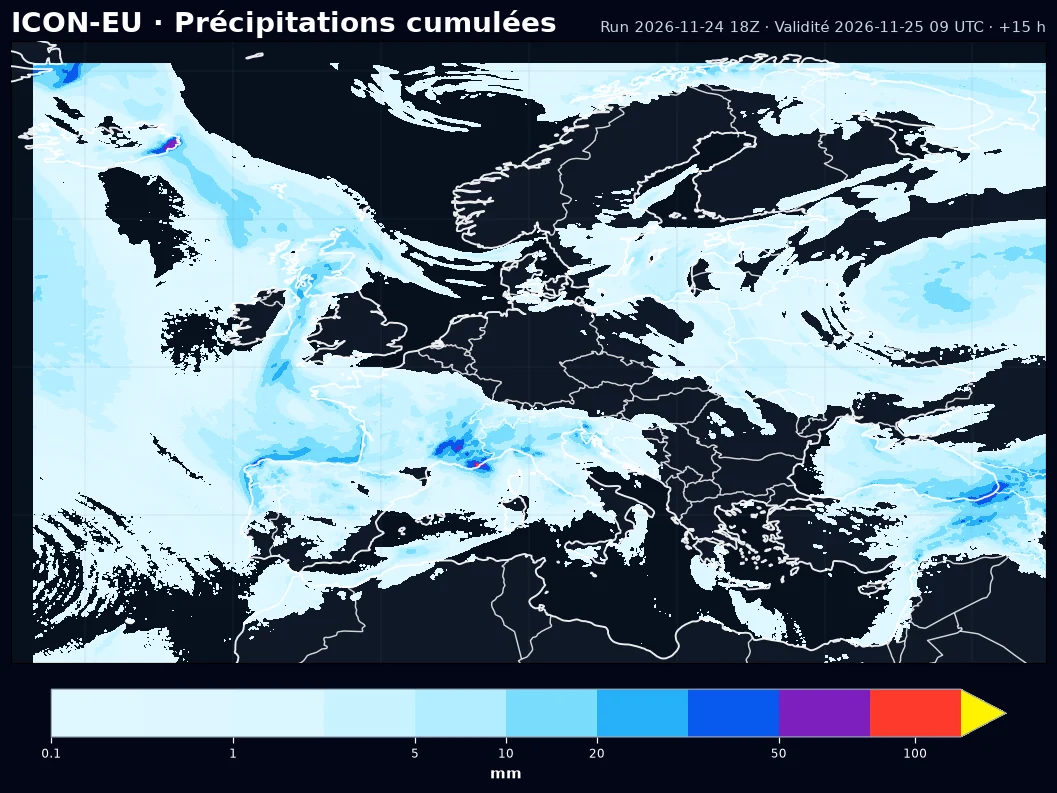 ICON-EU · Précipitations cumulées
Run 2026-11-24 18Z · Validité 2026-11-25 09 UTC · +15 h
0.1 1 5 10 20 50 100
mm